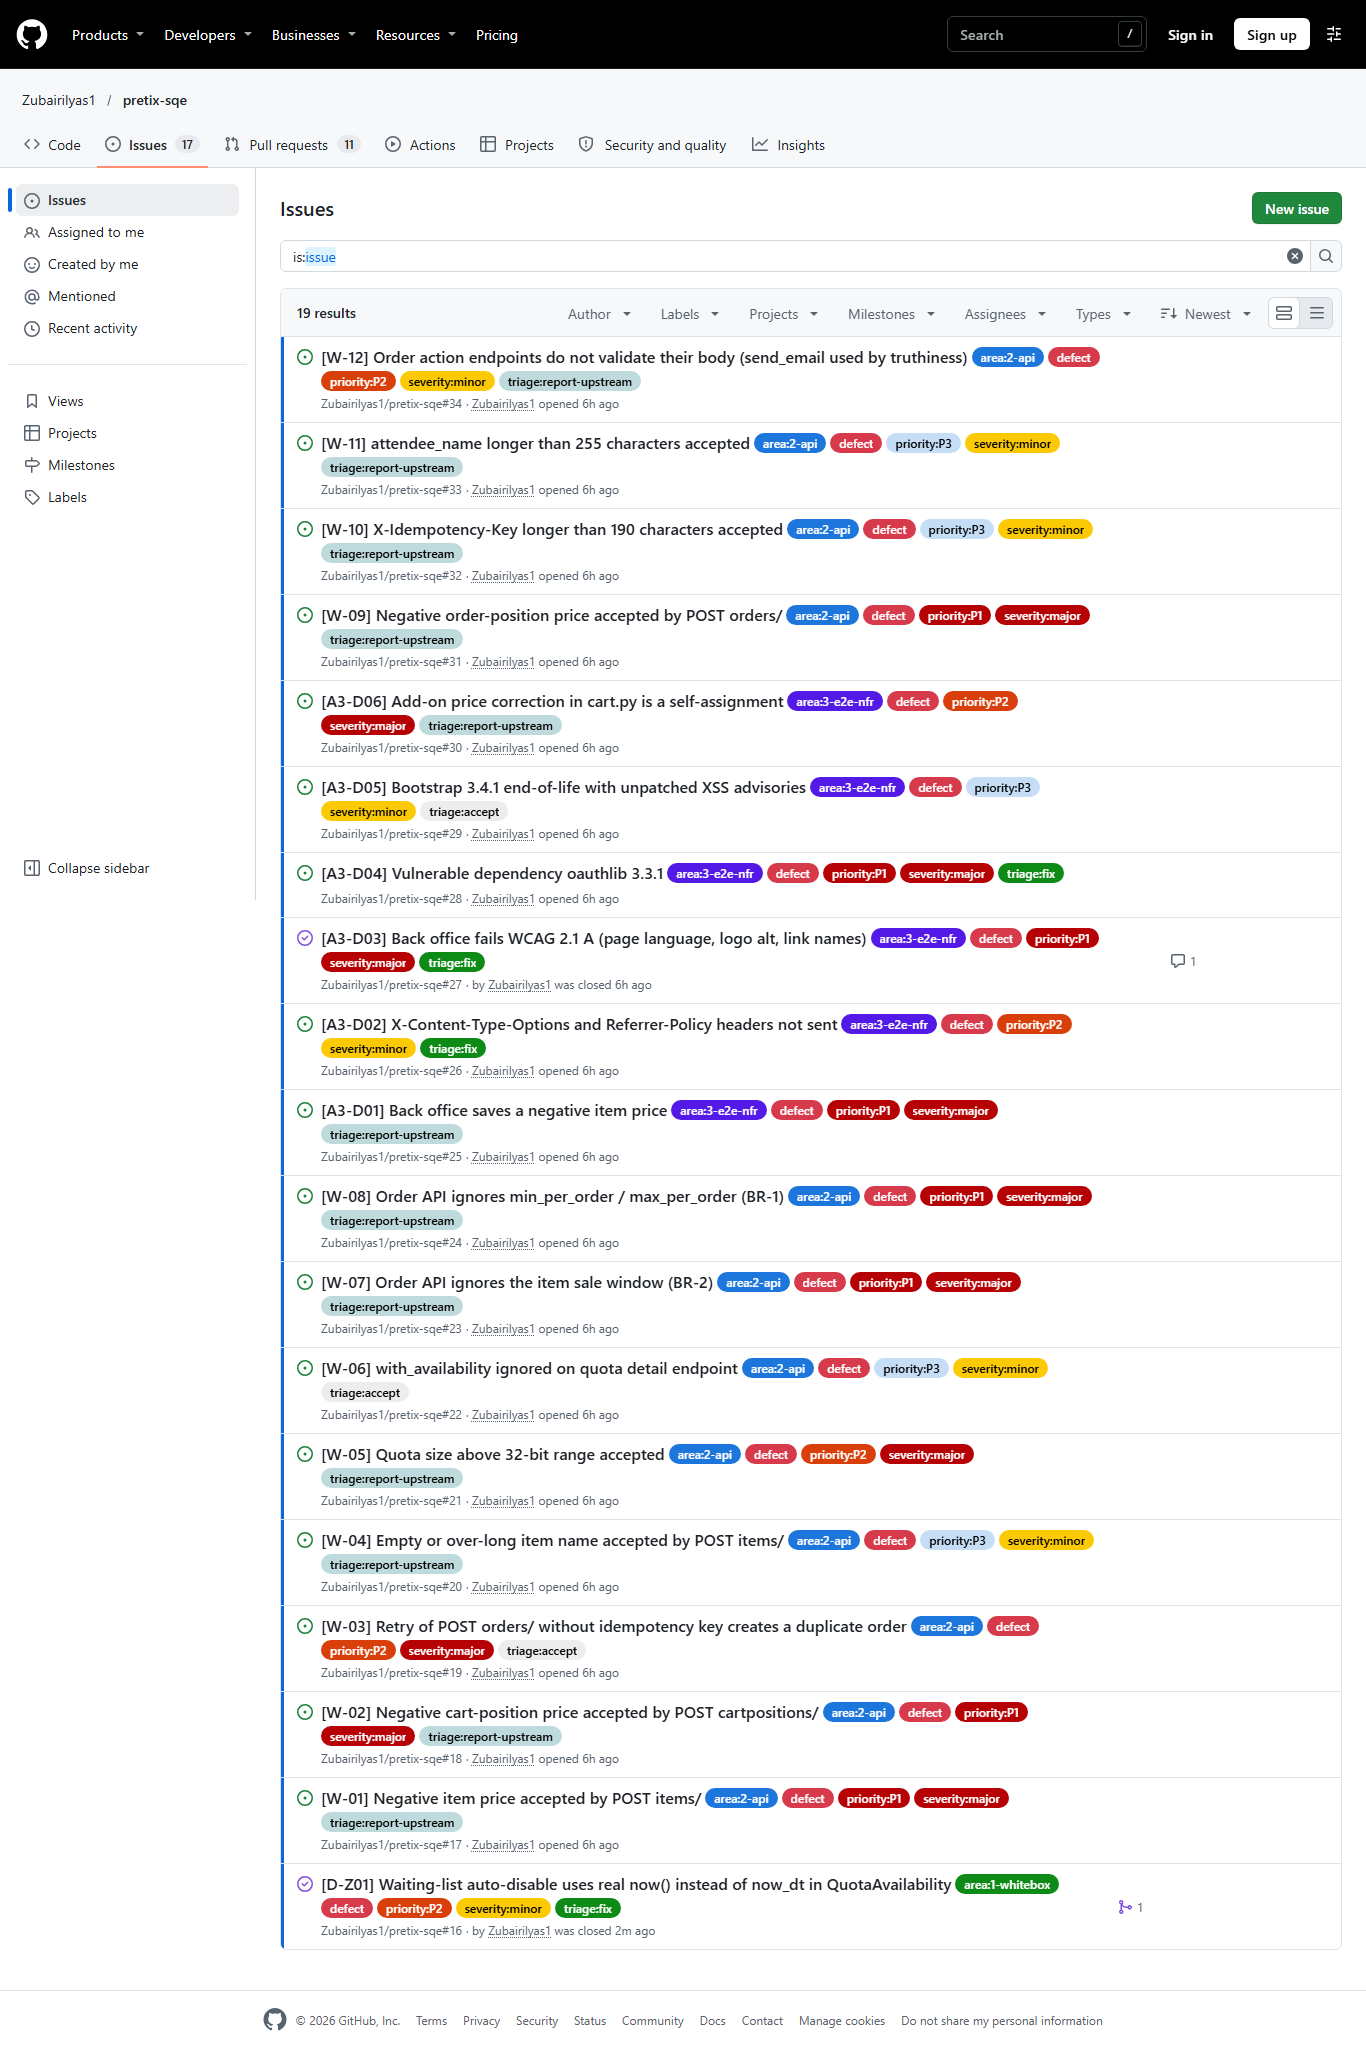 Products Developers Businesses Resources Pricing Search / Sign in Sign up
Zubairilyas1 / pretix-sqe
Code Issues 17 Pull requests 11 Actions Projects Security and quality Insights
Issues
Assigned to me
Created by me
Mentioned
Recent activity
Views
Projects
Milestones
Labels
Collapse sidebar
Issues New issue
is:issue
19 results Author Labels Projects Milestones Assignees Types Newest
[W-12] Order action endpoints do not validate their body (send_email used by truthiness) area:2-api defect
priority:P2 severity:minor triage:report-upstream
Zubairilyas1/pretix-sqe#34 · Zubairilyas1 opened 6h ago
[W-11] attendee_name longer than 255 characters accepted area:2-api defect priority:P3 severity:minor
triage:report-upstream
Zubairilyas1/pretix-sqe#33 · Zubairilyas1 opened 6h ago
[W-10] X-Idempotency-Key longer than 190 characters accepted area:2-api defect priority:P3 severity:minor
triage:report-upstream
Zubairilyas1/pretix-sqe#32 · Zubairilyas1 opened 6h ago
[W-09] Negative order-position price accepted by POST orders/ area:2-api defect priority:P1 severity:major
triage:report-upstream
Zubairilyas1/pretix-sqe#31 · Zubairilyas1 opened 6h ago
[A3-D06] Add-on price correction in cart.py is a self-assignment area:3-e2e-nfr defect priority:P2
severity:major triage:report-upstream
Zubairilyas1/pretix-sqe#30 · Zubairilyas1 opened 6h ago
[A3-D05] Bootstrap 3.4.1 end-of-life with unpatched XSS advisories area:3-e2e-nfr defect priority:P3
severity:minor triage:accept
Zubairilyas1/pretix-sqe#29 · Zubairilyas1 opened 6h ago
[A3-D04] Vulnerable dependency oauthlib 3.3.1 area:3-e2e-nfr defect priority:P1 severity:major triage:fix
Zubairilyas1/pretix-sqe#28 · Zubairilyas1 opened 6h ago
[A3-D03] Back office fails WCAG 2.1 A (page language, logo alt, link names) area:3-e2e-nfr defect priority:P1
severity:major triage:fix 1
Zubairilyas1/pretix-sqe#27 · by Zubairilyas1 was closed 6h ago
[A3-D02] X-Content-Type-Options and Referrer-Policy headers not sent area:3-e2e-nfr defect priority:P2
severity:minor triage:fix
Zubairilyas1/pretix-sqe#26 · Zubairilyas1 opened 6h ago
[A3-D01] Back office saves a negative item price area:3-e2e-nfr defect priority:P1 severity:major
triage:report-upstream
Zubairilyas1/pretix-sqe#25 · Zubairilyas1 opened 6h ago
[W-08] Order API ignores min_per_order / max_per_order (BR-1) area:2-api defect priority:P1 severity:major
triage:report-upstream
Zubairilyas1/pretix-sqe#24 · Zubairilyas1 opened 6h ago
[W-07] Order API ignores the item sale window (BR-2) area:2-api defect priority:P1 severity:major
triage:report-upstream
Zubairilyas1/pretix-sqe#23 · Zubairilyas1 opened 6h ago
[W-06] with_availability ignored on quota detail endpoint area:2-api defect priority:P3 severity:minor
triage:accept
Zubairilyas1/pretix-sqe#22 · Zubairilyas1 opened 6h ago
[W-05] Quota size above 32-bit range accepted area:2-api defect priority:P2 severity:major
triage:report-upstream
Zubairilyas1/pretix-sqe#21 · Zubairilyas1 opened 6h ago
[W-04] Empty or over-long item name accepted by POST items/ area:2-api defect priority:P3 severity:minor
triage:report-upstream
Zubairilyas1/pretix-sqe#20 · Zubairilyas1 opened 6h ago
[W-03] Retry of POST orders/ without idempotency key creates a duplicate order area:2-api defect
priority:P2 severity:major triage:accept
Zubairilyas1/pretix-sqe#19 · Zubairilyas1 opened 6h ago
[W-02] Negative cart-position price accepted by POST cartpositions/ area:2-api defect priority:P1
severity:major triage:report-upstream
Zubairilyas1/pretix-sqe#18 · Zubairilyas1 opened 6h ago
[W-01] Negative item price accepted by POST items/ area:2-api defect priority:P1 severity:major
triage:report-upstream
Zubairilyas1/pretix-sqe#17 · Zubairilyas1 opened 6h ago
[D-Z01] Waiting-list auto-disable uses real now() instead of now_dt in QuotaAvailability area:1-whitebox
defect priority:P2 severity:minor triage:fix 1
Zubairilyas1/pretix-sqe#16 · by Zubairilyas1 was closed 2m ago
© 2026 GitHub, Inc. Terms Privacy Security Status Community Docs Contact Manage cookies Do not share my personal information